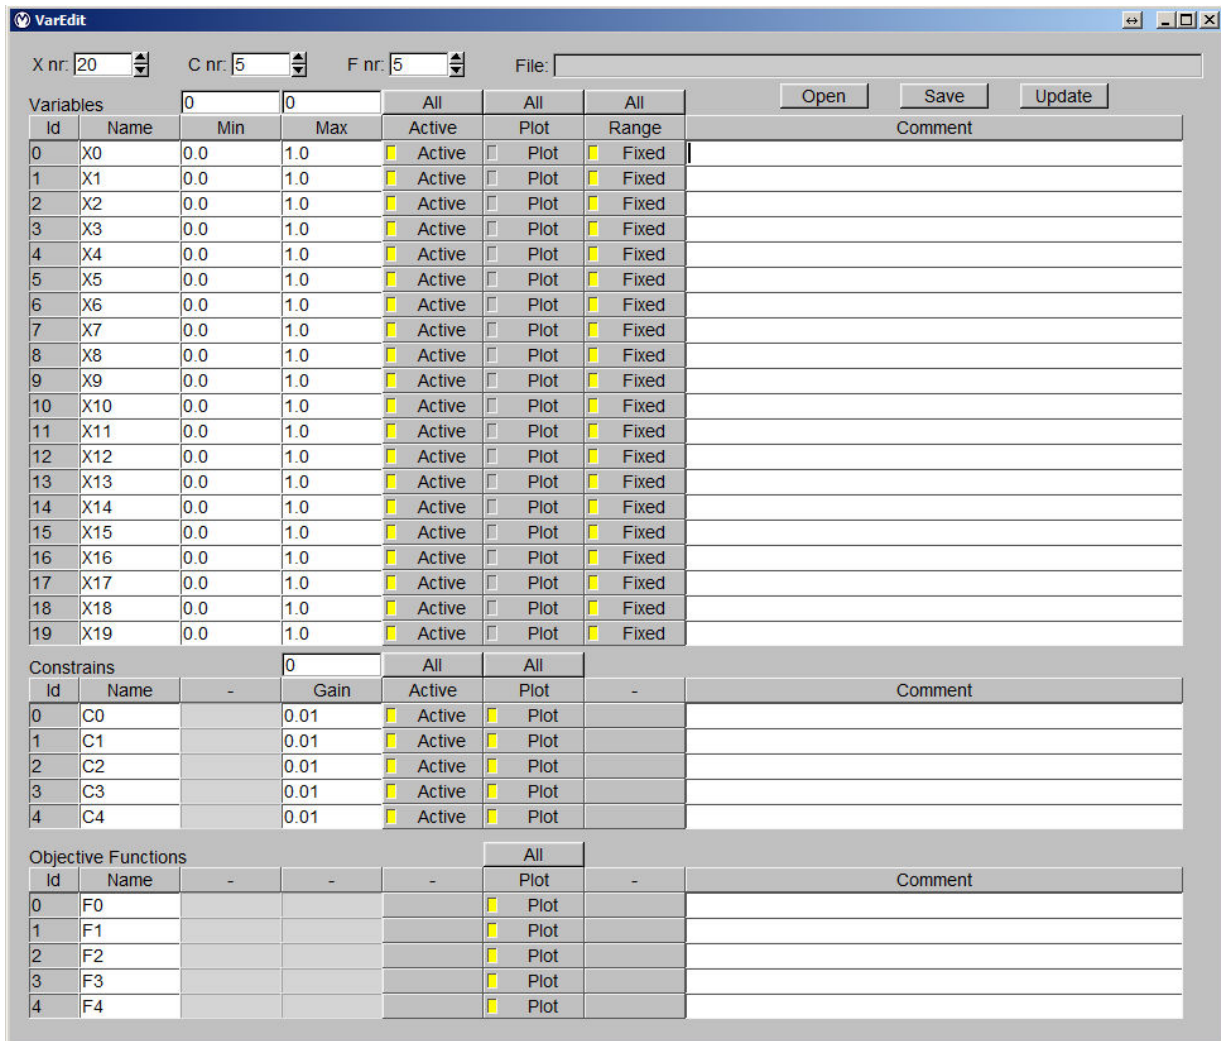 VarEdit
X nr: 20 C nr: 5 F nr: 5 File:
Open Save Update
Variables 0 0 All All All
Id Name Min Max Active Plot Range Comment
0 X0 0.0 1.0 Active Plot Fixed
1 X1 0.0 1.0 Active Plot Fixed
2 X2 0.0 1.0 Active Plot Fixed
3 X3 0.0 1.0 Active Plot Fixed
4 X4 0.0 1.0 Active Plot Fixed
5 X5 0.0 1.0 Active Plot Fixed
6 X6 0.0 1.0 Active Plot Fixed
7 X7 0.0 1.0 Active Plot Fixed
8 X8 0.0 1.0 Active Plot Fixed
9 X9 0.0 1.0 Active Plot Fixed
10 X10 0.0 1.0 Active Plot Fixed
11 X11 0.0 1.0 Active Plot Fixed
12 X12 0.0 1.0 Active Plot Fixed
13 X13 0.0 1.0 Active Plot Fixed
14 X14 0.0 1.0 Active Plot Fixed
15 X15 0.0 1.0 Active Plot Fixed
16 X16 0.0 1.0 Active Plot Fixed
17 X17 0.0 1.0 Active Plot Fixed
18 X18 0.0 1.0 Active Plot Fixed
19 X19 0.0 1.0 Active Plot Fixed
Constrains 0 All All
Id Name - Gain Active Plot - Comment
0 C0 0.01 Active Plot
1 C1 0.01 Active Plot
2 C2 0.01 Active Plot
3 C3 0.01 Active Plot
4 C4 0.01 Active Plot
Objective Functions All
Id Name - - - Plot - Comment
0 F0 Plot
1 F1 Plot
2 F2 Plot
3 F3 Plot
4 F4 Plot